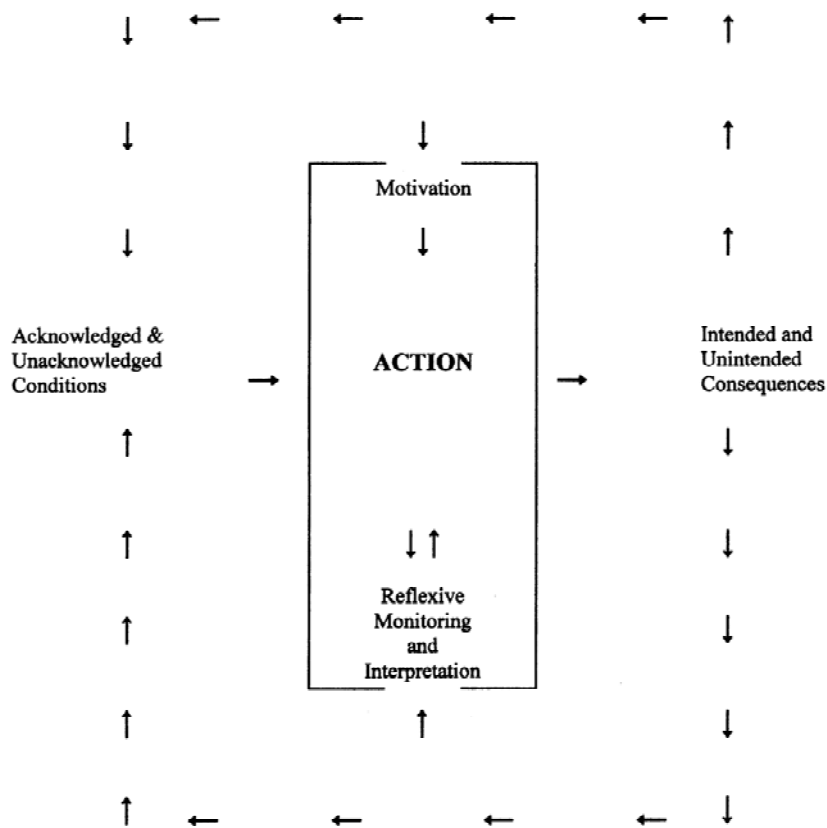 Motivation
Acknowledged &
Unacknowledged
Conditions
ACTION
Intended and
Unintended
Consequences
Reflexive
Monitoring
and
Interpretation